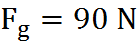 F_g = 90 N